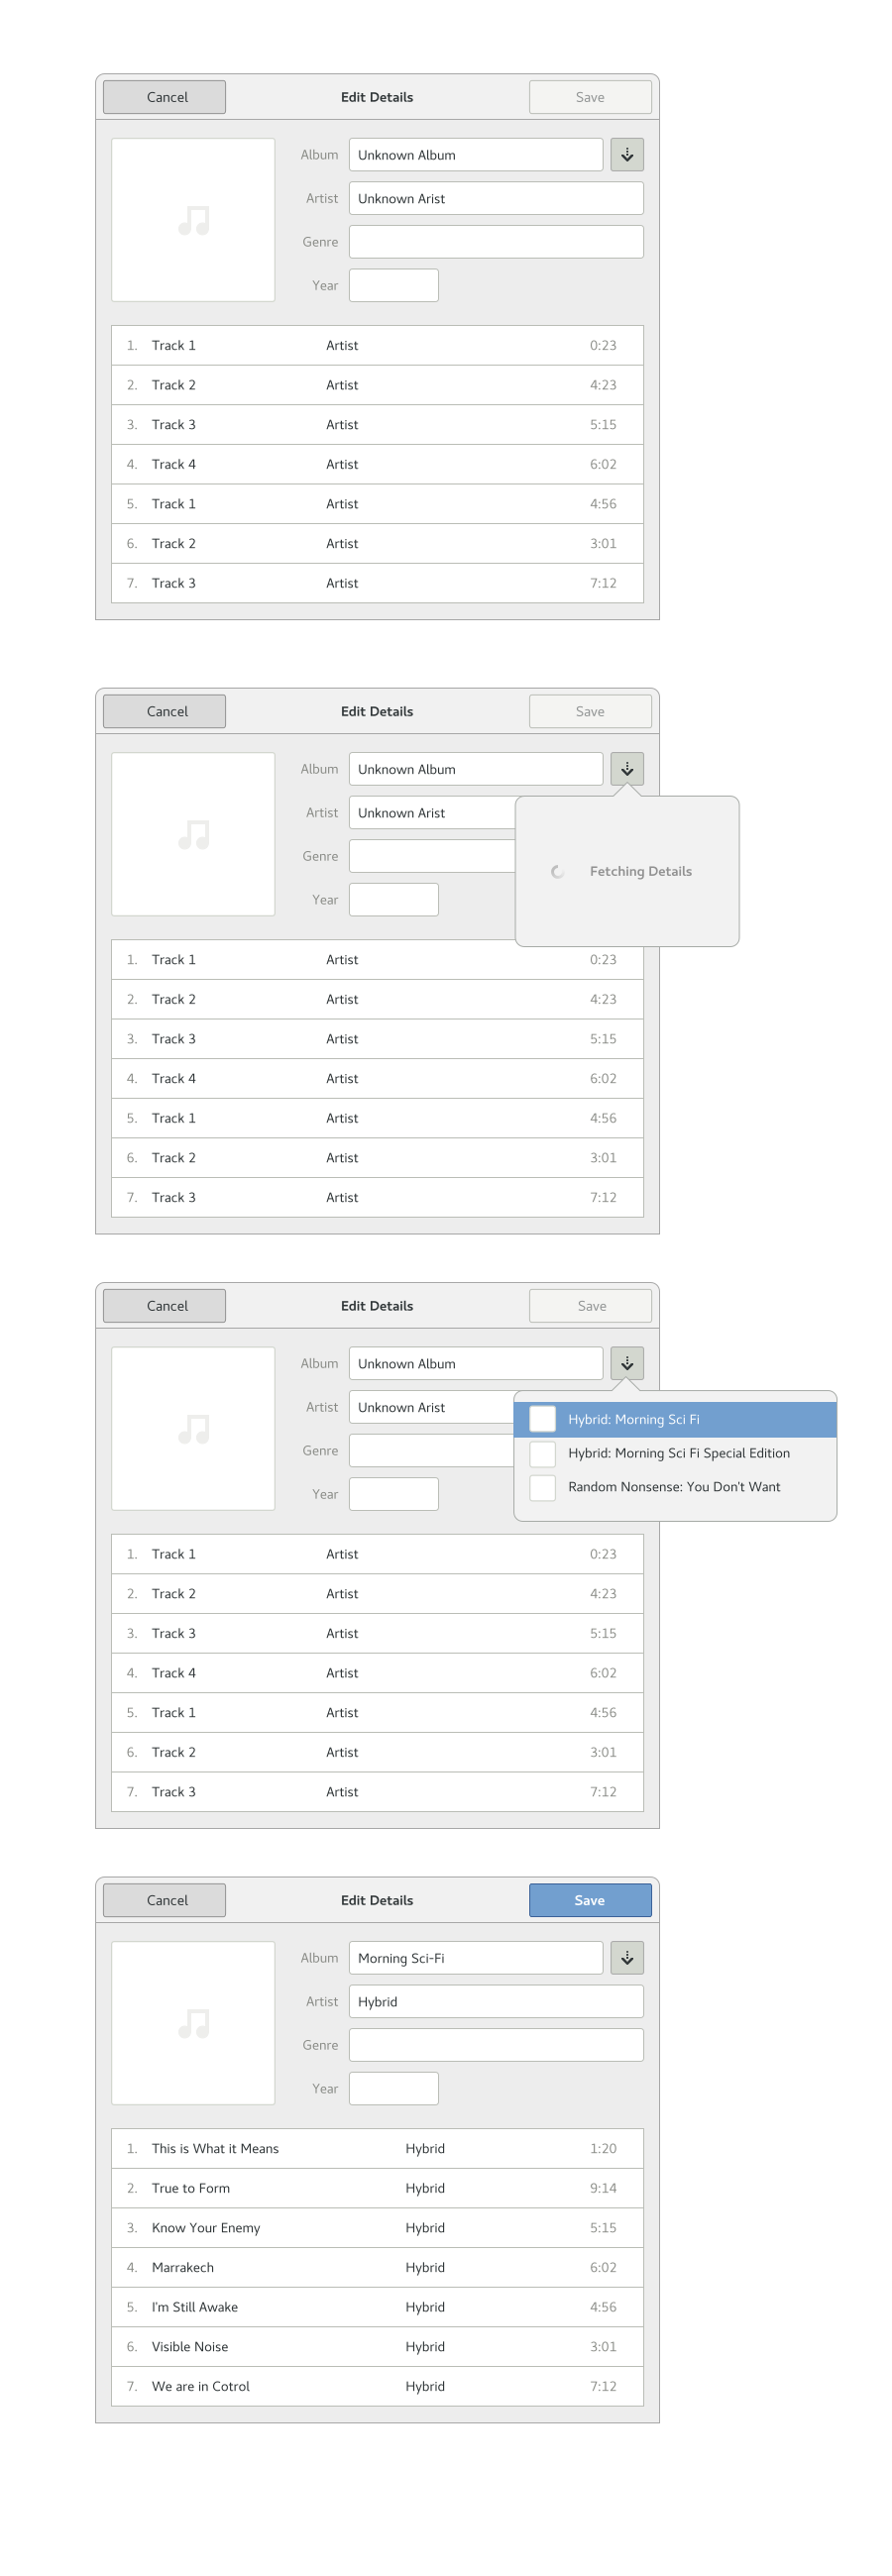 Cancel Edit Details Save
Album Unknown Album
Artist Unknown Arist
Genre
Year
1. Track 1 Artist 0:23
2. Track 2 Artist 4:23
3. Track 3 Artist 5:15
4. Track 4 Artist 6:02
5. Track 1 Artist 4:56
6. Track 2 Artist 3:01
7. Track 3 Artist 7:12
Cancel Edit Details Save
Album Unknown Album
Artist Unknown Arist
Genre
Fetching Details
Year
1. Track 1 Artist 0:23
2. Track 2 Artist 4:23
3. Track 3 Artist 5:15
4. Track 4 Artist 6:02
5. Track 1 Artist 4:56
6. Track 2 Artist 3:01
7. Track 3 Artist 7:12
Cancel Edit Details Save
Album Unknown Album
Artist Unknown Arist
Hybrid: Morning Sci Fi
Genre
Hybrid: Morning Sci Fi Special Edition
Random Nonsense: You Don't Want
Year
1. Track 1 Artist 0:23
2. Track 2 Artist 4:23
3. Track 3 Artist 5:15
4. Track 4 Artist 6:02
5. Track 1 Artist 4:56
6. Track 2 Artist 3:01
7. Track 3 Artist 7:12
Cancel Edit Details Save
Album Morning Sci-Fi
Artist Hybrid
Genre
Year
1. This is What it Means Hybrid 1:20
2. True to Form Hybrid 9:14
3. Know Your Enemy Hybrid 5:15
4. Marrakech Hybrid 6:02
5. I'm Still Awake Hybrid 4:56
6. Visible Noise Hybrid 3:01
7. We are in Cotrol Hybrid 7:12